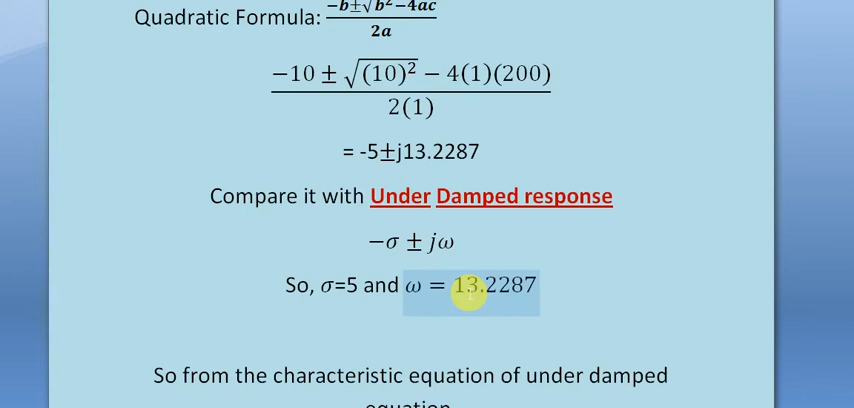 Quadratic Formula: −b±√b²−4ac
2a
−10 ± √(10)² − 4(1)(200)
2(1)
= -5±j13.2287
Compare it with Under Damped response
−σ ± jω
So, σ=5 and ω = 13.2287
So from the characteristic equation of under damped
equation